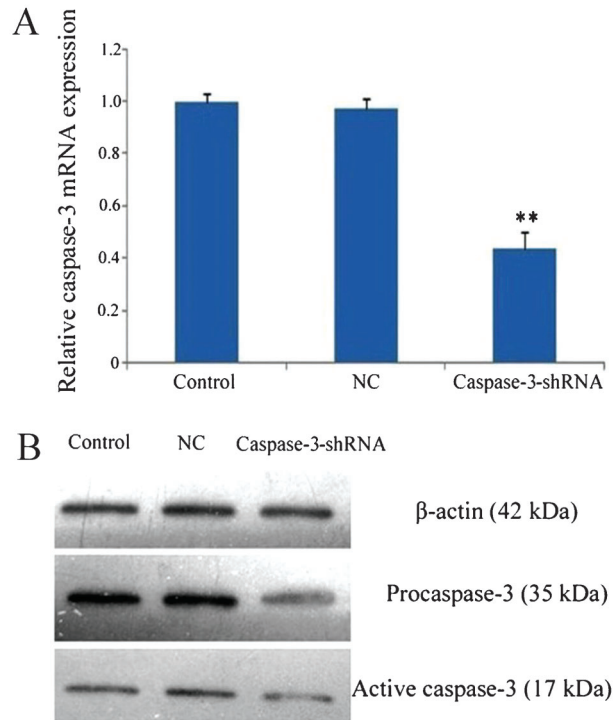 A
Relative caspase-3 mRNA expression
1.2
1.0
0.8
0.6
0.4
0.2
0
**
Control NC Caspase-3-shRNA
B
Control NC Caspase-3-shRNA
β-actin (42 kDa)
Procaspase-3 (35 kDa)
Active caspase-3 (17 kDa)